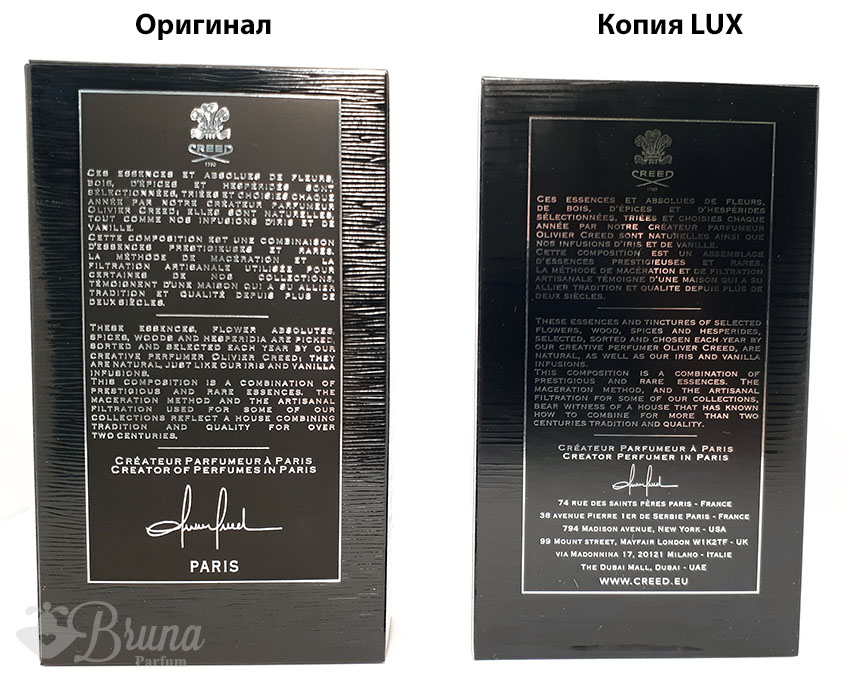 Оригинал
Копия LUX
CREED
1760
CES ESSENCES ET ABSOLUES DE FLEURS,
BOIS, D'ÉPICES ET HESPÉRIDÉS SONT
SÉLECTIONNÉES, TRIÉES ET CHOISIES CHAQUE
ANNÉE PAR NOTRE CRÉATEUR PARFUMEUR
OLIVIER CREED; ELLES SONT NATURELLES,
TOUT COMME NOS INFUSIONS D'IRIS ET DE
VANILLE.
CETTE COMPOSITION EST UNE COMBINAISON
D'ESSENCES PRESTIGIEUSES ET RARES.
LA MÉTHODE DE MACÉRATION ET LA
FILTRATION ARTISANALE UTILISÉE POUR
CERTAINES DE NOS COLLECTIONS,
TÉMOIGNENT D'UNE MAISON QUI A SU ALLIER
TRADITION ET QUALITÉ DEPUIS PLUS DE
DEUX SIÈCLES.
THESE ESSENCES, FLOWER ABSOLUTES,
SPICES, WOODS AND HESPERIDIA ARE PICKED,
SORTED AND SELECTED EACH YEAR BY OUR
CREATIVE PERFUMER OLIVIER CREED; THEY
ARE NATURAL, JUST LIKE OUR IRIS AND VANILLA
INFUSIONS.
THIS COMPOSITION IS A COMBINATION OF
PRESTIGIOUS AND RARE ESSENCES. THE
MACERATION METHOD AND THE ARTISANAL
FILTRATION USED FOR SOME OF OUR
COLLECTIONS REFLECT A HOUSE COMBINING
TRADITION AND QUALITY FOR OVER
TWO CENTURIES.
CRÉATEUR PARFUMEUR À PARIS
CREATOR OF PERFUMES IN PARIS
PARIS
CREED
1760
CES ESSENCES ET ABSOLUES DE FLEURS,
DE BOIS, D'ÉPICES ET D'HESPÉRIDÉS
SÉLECTIONNÉES, TRIÉES ET CHOISIES CHAQUE
ANNÉE PAR NOTRE CRÉATEUR PARFUMEUR
OLIVIER CREED SONT NATURELLES AINSI QUE
NOS INFUSIONS D'IRIS ET DE VANILLE.
CETTE COMPOSITION EST UN ASSEMBLAGE
D'ESSENCES PRESTIGIEUSES ET RARES.
LA MÉTHODE DE MACÉRATION ET DE FILTRATION
ARTISANALE TÉMOIGNE D'UNE MAISON QUI A SU
ALLIER TRADITION ET QUALITÉ DEPUIS PLUS DE
DEUX SIÈCLES.
THESE ESSENCES AND TINCTURES OF SELECTED
FLOWERS, WOOD, SPICES AND HESPERIDES,
SELECTED, SORTED AND CHOSEN EACH YEAR BY
OUR CREATIVE PERFUMER OLIVER CREED, ARE
NATURAL, AS WELL AS OUR IRIS AND VANILLA
INFUSIONS.
THIS COMPOSITION IS A COMBINATION OF
PRESTIGIOUS AND RARE ESSENCES. THE
MACERATION METHOD, AND THE ARTISANAL
FILTRATION FOR SOME OF OUR COLLECTIONS,
BEAR WITNESS OF A HOUSE THAT HAS KNOWN
HOW TO COMBINE FOR MORE THAN TWO
CENTURIES TRADITION AND QUALITY.
CRÉATEUR PARFUMEUR À PARIS
CREATOR PERFUMER IN PARIS
74 RUE DES SAINTS PÈRES PARIS - FRANCE
38 AVENUE PIERRE 1ER DE SERBIE PARIS - FRANCE
794 MADISON AVENUE, NEW YORK - USA
99 MOUNT STREET, MAYFAIR LONDON W1K2TF - UK
VIA MADONNINA 17, 20121 MILANO - ITALIE
THE DUBAI MALL, DUBAI - UAE
WWW.CREED.EU
Bruna
Parfum